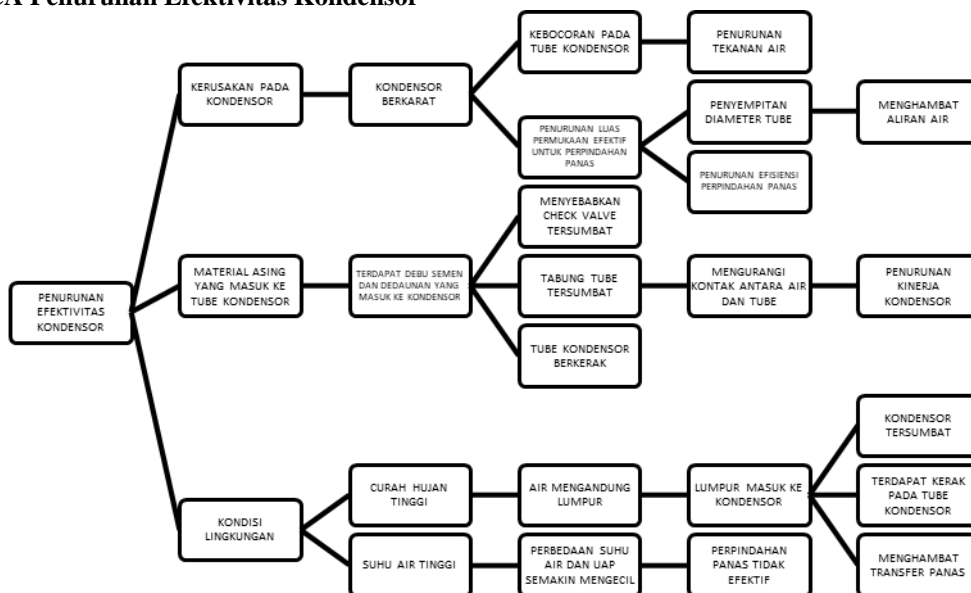 CA Penurunan Efektivitas Kondensor
PENURUNAN
EFEKTIVITAS
KONDENSOR
KERUSAKAN PADA
KONDENSOR
KONDENSOR
BERKARAT
KEBOCORAN PADA
TUBE KONDENSOR
PENURUNAN
TEKANAN AIR
PENURUNAN LUAS
PERMUKAAN EFEKTIF
UNTUK PERPINDAHAN
PANAS
PENYEMPITAN
DIAMETER TUBE
MENGHAMBAT
ALIRAN AIR
PENURUNAN EFISIENSI
PERPINDAHAN PANAS
MATERIAL ASING
YANG MASUK KE
TUBE KONDENSOR
TERDAPAT DEBU SEMEN
DAN DEDAUNAN YANG
MASUK KE KONDENSOR
MENYEBABKAN
CHECK VALVE
TERSUMBAT
TABUNG TUBE
TERSUMBAT
MENGURANGI
KONTAK ANTARA AIR
DAN TUBE
PENURUNAN
KINERJA
KONDENSOR
TUBE KONDENSOR
BERKERAK
KONDISI
LINGKUNGAN
CURAH HUJAN
TINGGI
AIR MENGANDUNG
LUMPUR
LUMPUR MASUK KE
KONDENSOR
KONDENSOR
TERSUMBAT
TERDAPAT KERAK
PADA TUBE
KONDENSOR
MENGHAMBAT
TRANSFER PANAS
SUHU AIR TINGGI
PERBEDAAN SUHU
AIR DAN UAP
SEMAKIN MENGECIL
PERPINDAHAN
PANAS TIDAK
EFEKTIF